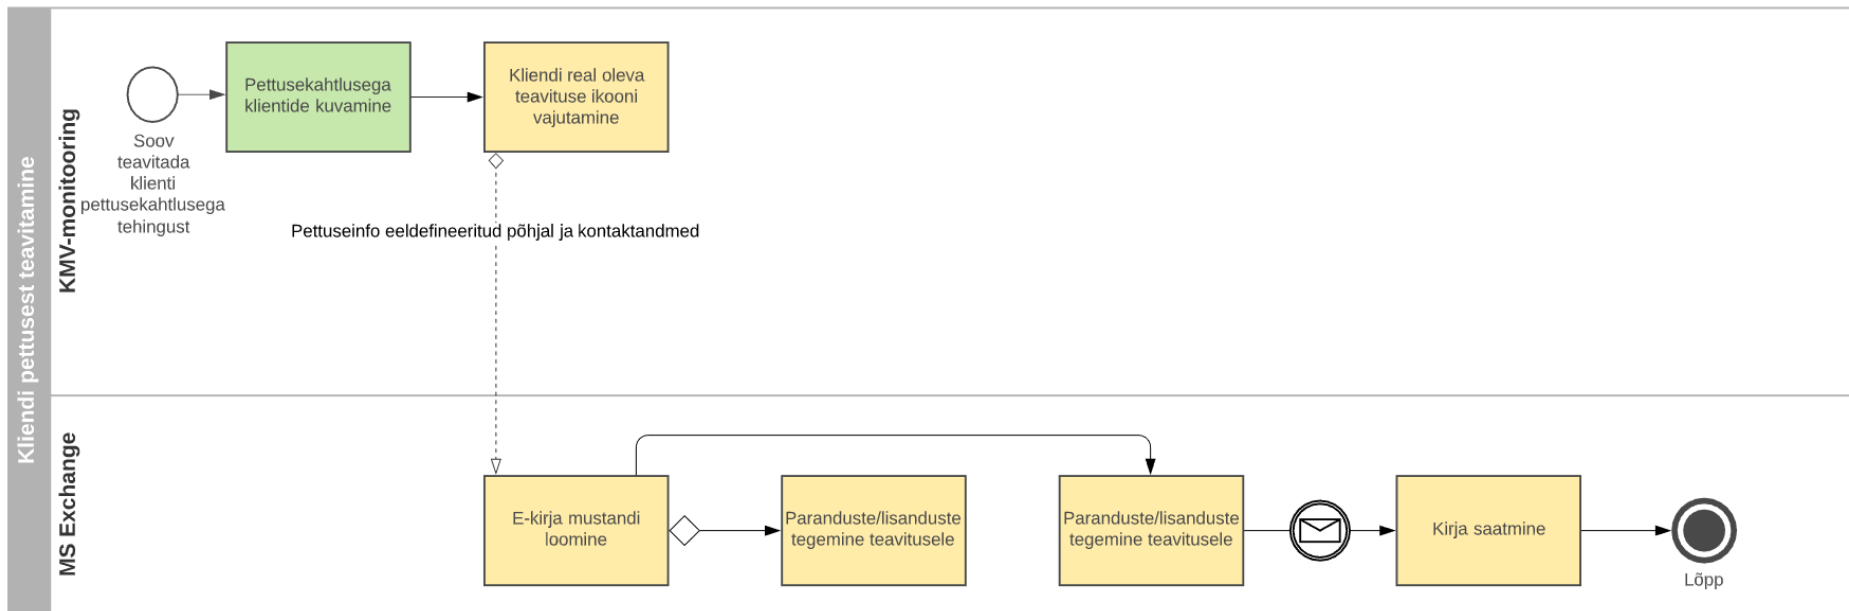 Kliendi pettusest teavitamine
KMV-monitooring
Soov
teavitada
klienti
pettusekahtlusega
tehingust
Pettusekahtlusega
klientide kuvamine
Kliendi real oleva
teavituse ikooni
vajutamine
Pettuseinfo eeldefineeritud põhjal ja kontaktandmed
MS Exchange
E-kirja mustandi
loomine
Paranduste/lisanduste
tegemine teavitusele
Paranduste/lisanduste
tegemine teavitusele
Kirja saatmine
Lõpp